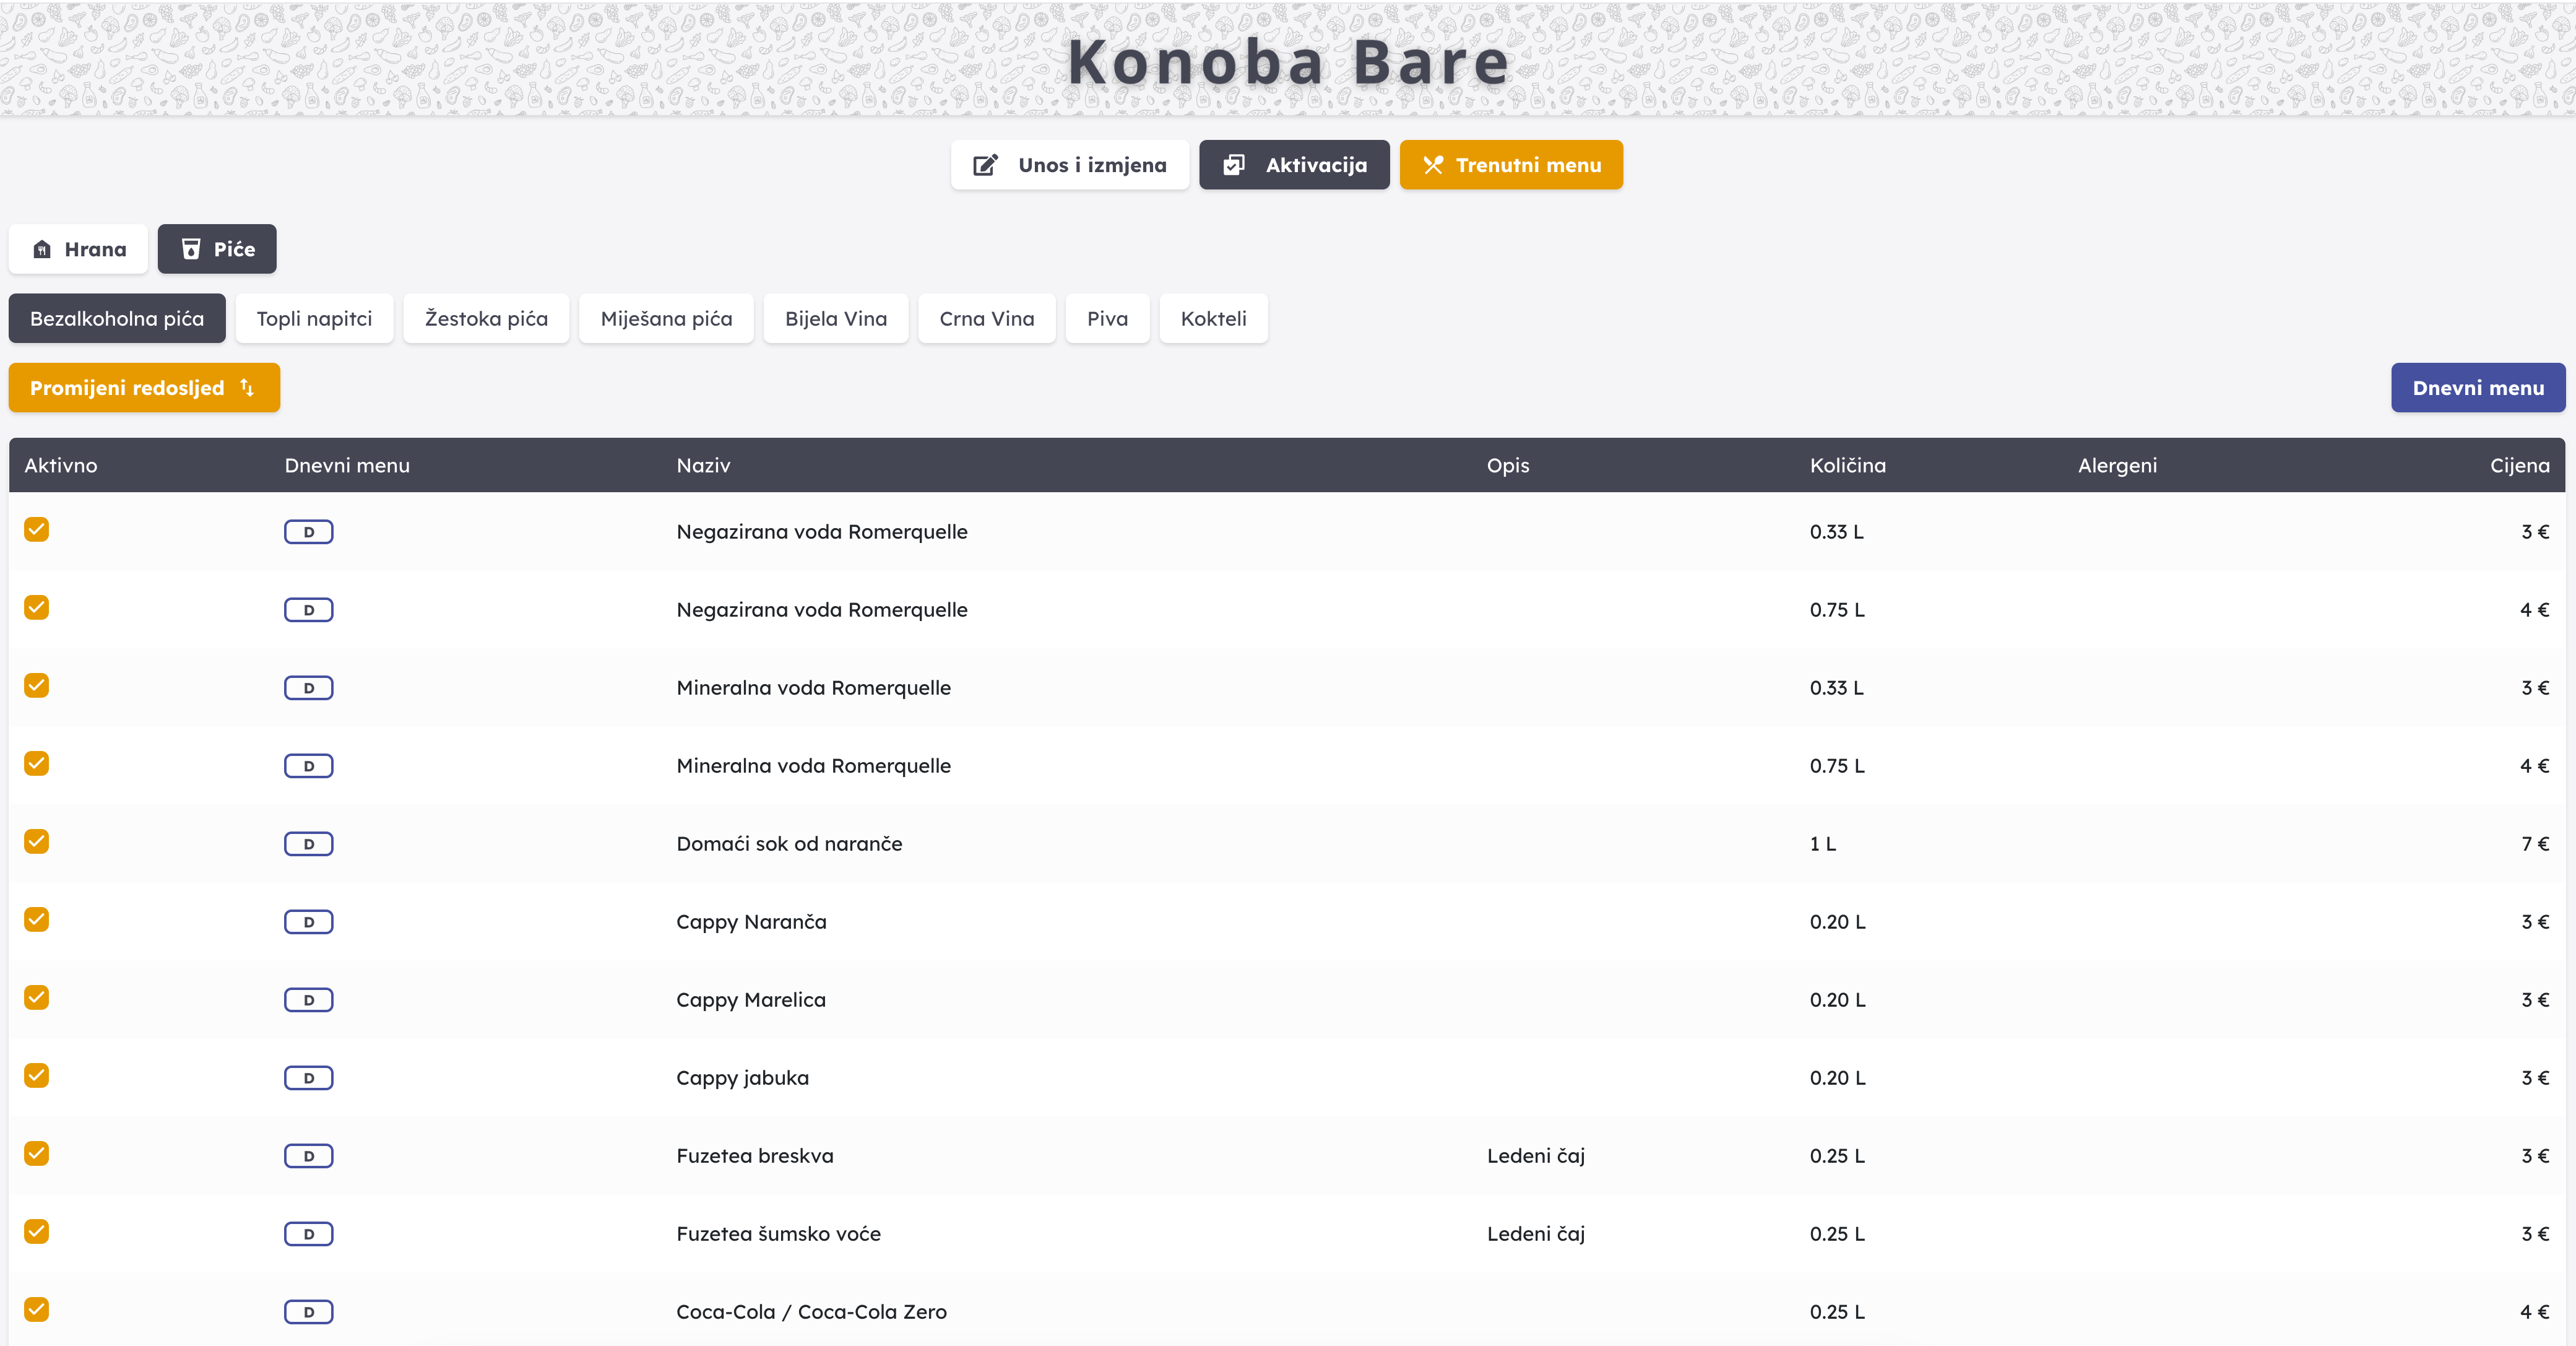 Konoba Bare
Unos i izmjena Aktivacija Trenutni menu
Hrana Piće
Bezalkoholna pića Topli napitci Žestoka pića Miješana pića Bijela Vina Crna Vina Piva Kokteli
Promijeni redosljed Dnevni menu
Aktivno Dnevni menu Naziv Opis Količina Alergeni Cijena
D Negazirana voda Romerquelle 0.33 L 3 €
D Negazirana voda Romerquelle 0.75 L 4 €
D Mineralna voda Romerquelle 0.33 L 3 €
D Mineralna voda Romerquelle 0.75 L 4 €
D Domaći sok od naranče 1 L 7 €
D Cappy Naranča 0.20 L 3 €
D Cappy Marelica 0.20 L 3 €
D Cappy jabuka 0.20 L 3 €
D Fuzetea breskva Ledeni čaj 0.25 L 3 €
D Fuzetea šumsko voće Ledeni čaj 0.25 L 3 €
D Coca-Cola / Coca-Cola Zero 0.25 L 4 €